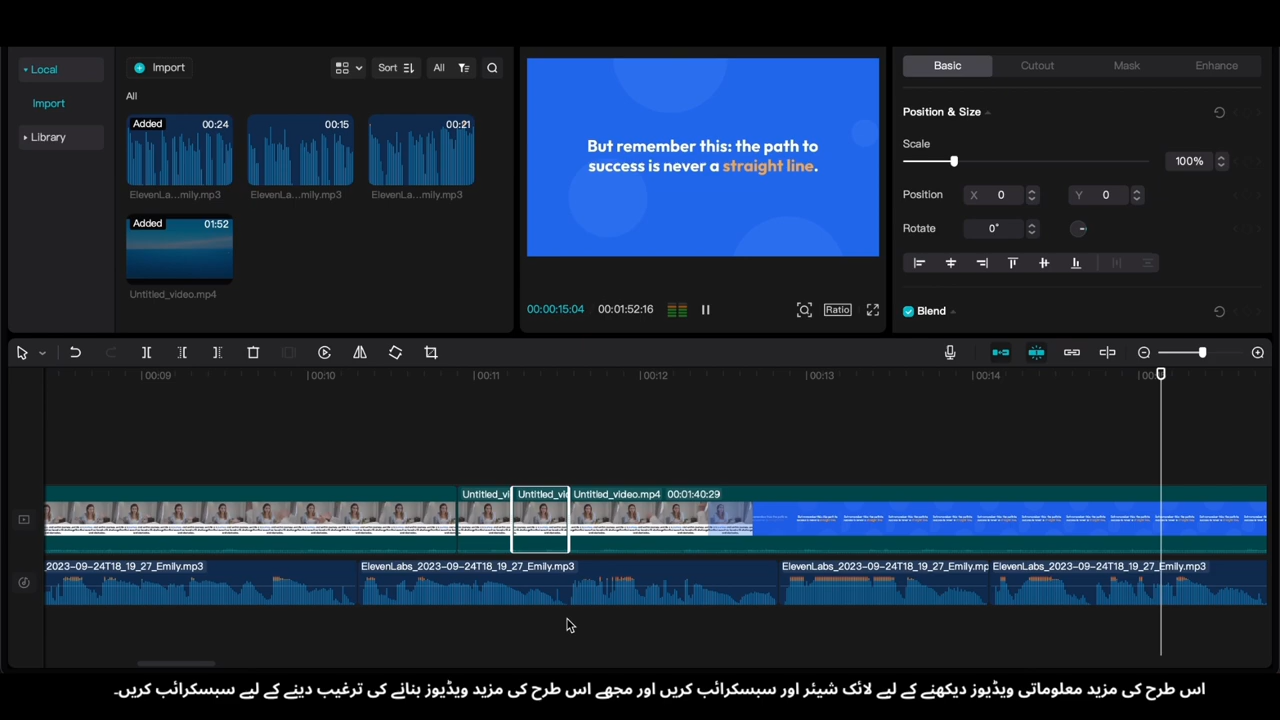 Local
Import
Library
Import
Sort
All
All
Added
00:24
00:15
00:21
ElevenLa...mily.mp3
ElevenLa...mily.mp3
ElevenLa...mily.mp3
Added
01:52
Untitled_video.mp4
But remember this: the path to
success is never a straight line.
00:00:15:04
00:01:52:16
Ratio
Basic
Cutout
Mask
Enhance
Position & Size
Scale
100%
Position
X 0
Y 0
Rotate
0°
Blend
00:09
00:10
00:11
00:12
00:13
00:14
Untitled_vi
Untitled_vi
Untitled_video.mp4 00:01:40:29
_2023-09-24T18_19_27_Emily.mp3
ElevenLabs_2023-09-24T18_19_27_Emily.mp3
ElevenLabs_2023-09-24T18_19_27_Emily.mp
ElevenLabs_2023-09-24T18_19_27_Emily.mp3
اس طرح کی مزید معلوماتی ویڈیوز دیکھنے کے لیے لائک شیئر اور سبسکرائب کریں اور مجھے اس طرح کی مزید ویڈیوز بنانے کی ترغیب دینے کے لیے سبسکرائب کریں۔